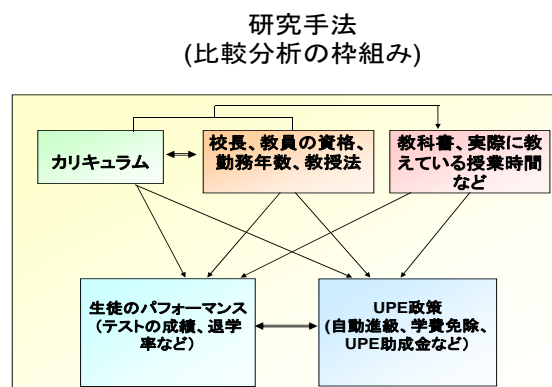 研究手法
(比較分析の枠組み)
カリキュラム
校長、教員の資格、
勤務年数、教授法
教科書、実際に教
えている授業時間
など
生徒のパフォーマンス
(テストの成績、退学
率など)
UPE政策
(自動進級、学費免除、
UPE助成金など)